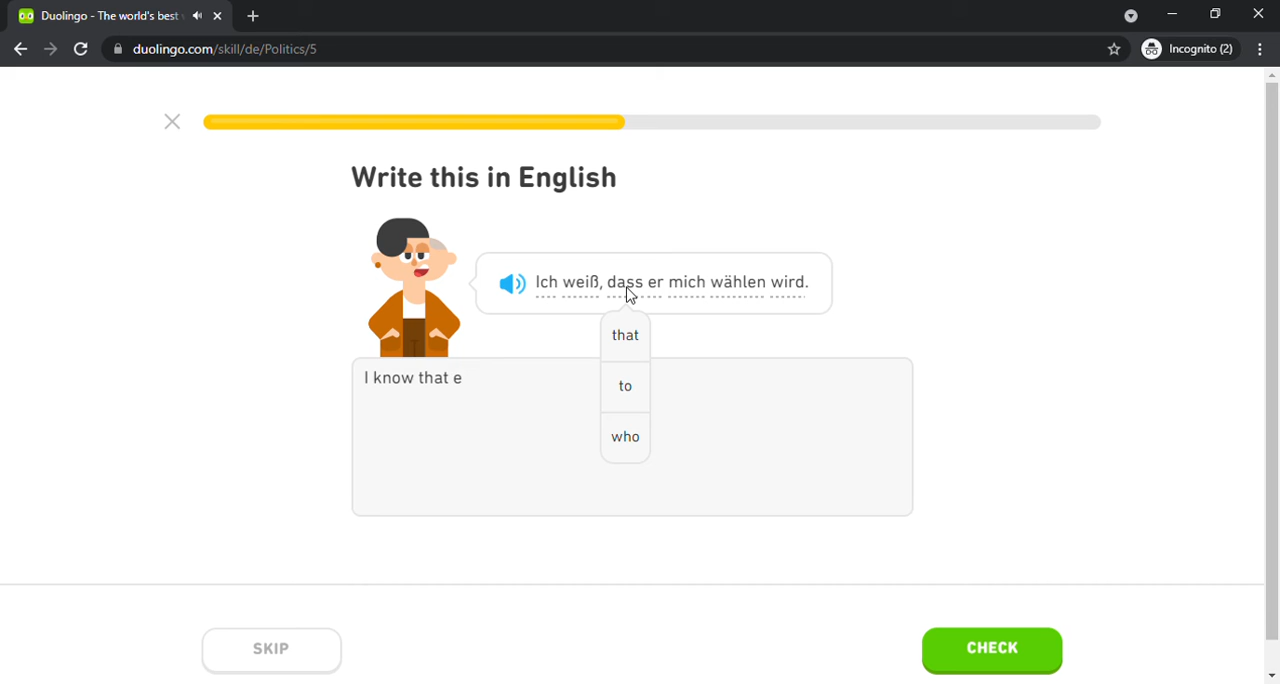 Duolingo - The world's best
duolingo.com/skill/de/Politics/5
Incognito (2)
Write this in English
Ich weiß, dass er mich wählen wird.
that
to
who
I know that e
SKIP
CHECK